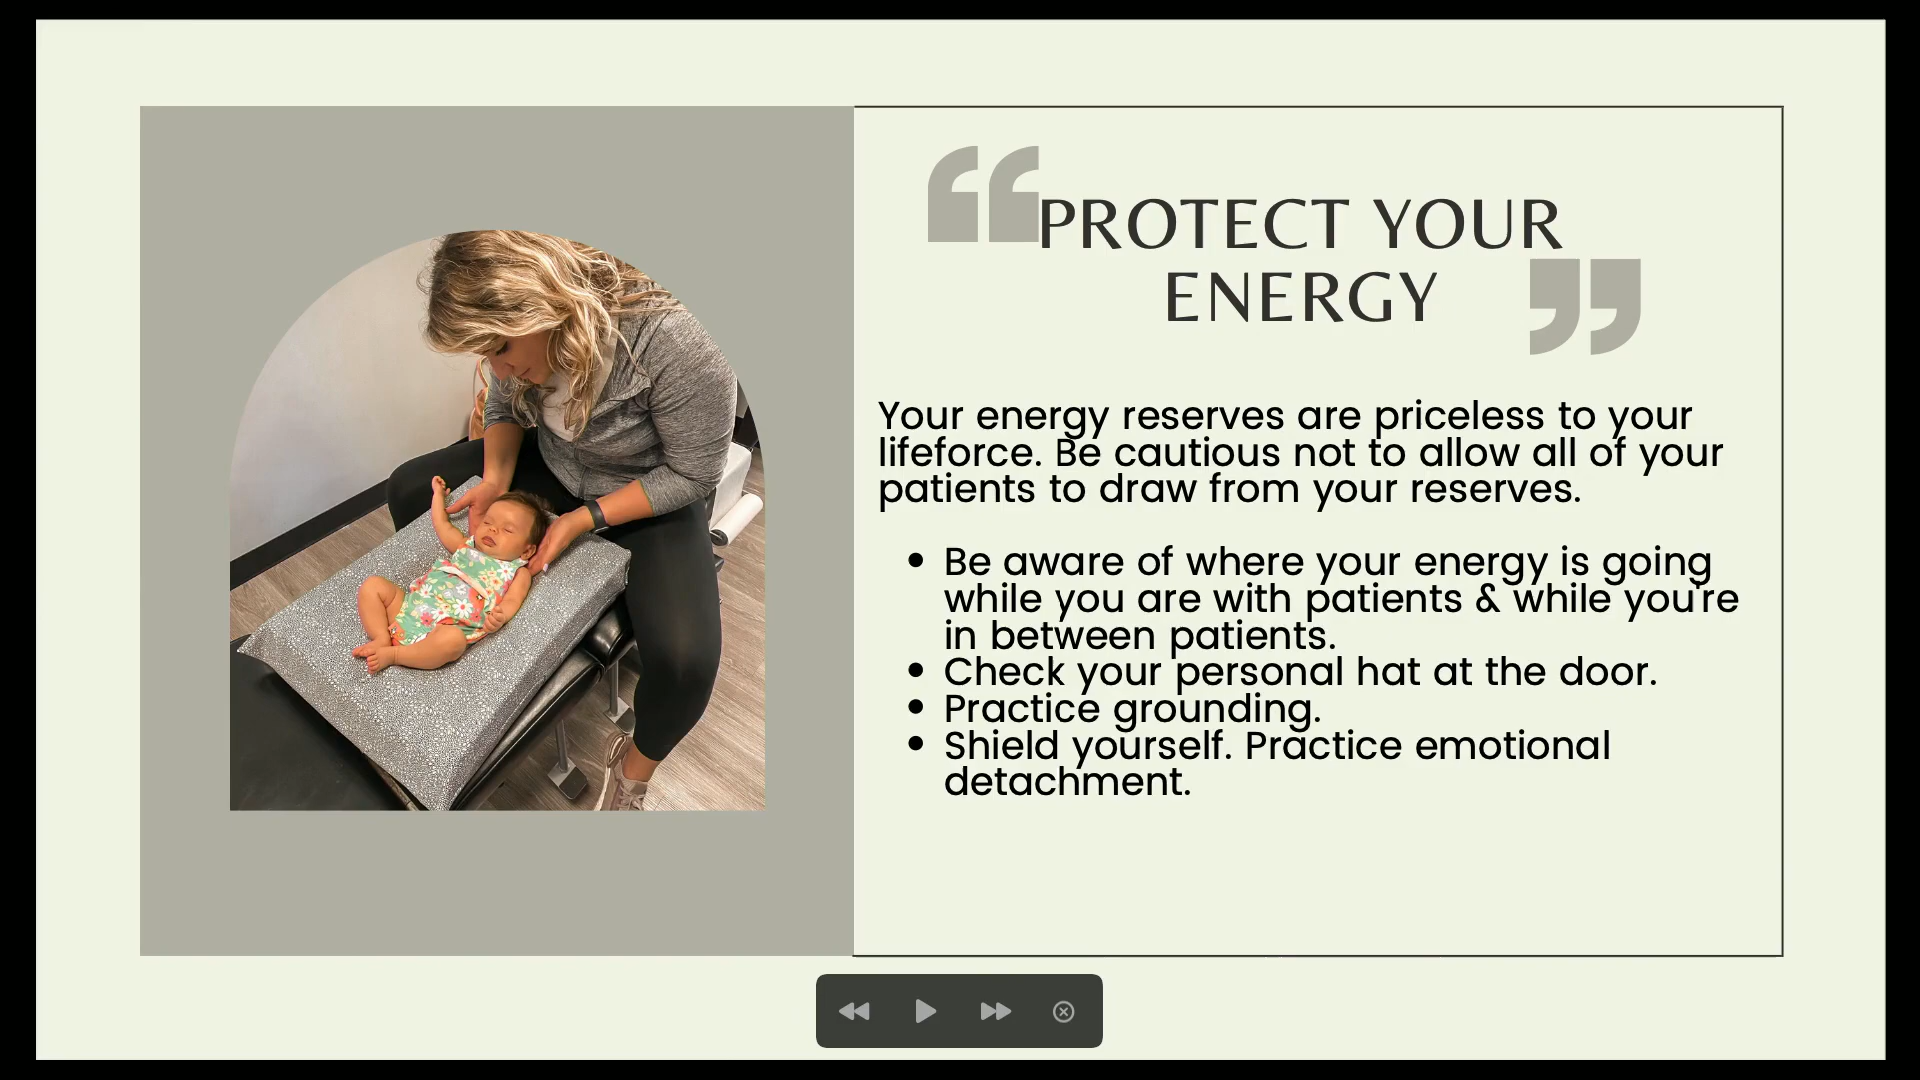 “PROTECT YOUR
ENERGY”
Your energy reserves are priceless to your
lifeforce. Be cautious not to allow all of your
patients to draw from your reserves.
• Be aware of where your energy is going
while you are with patients & while you're
in between patients.
• Check your personal hat at the door.
• Practice grounding.
• Shield yourself. Practice emotional
detachment.